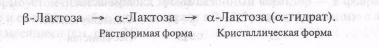 β-Лактоза → α-Лактоза → α-Лактоза (α-гидрат).
Растворимая форма Кристаллическая форма